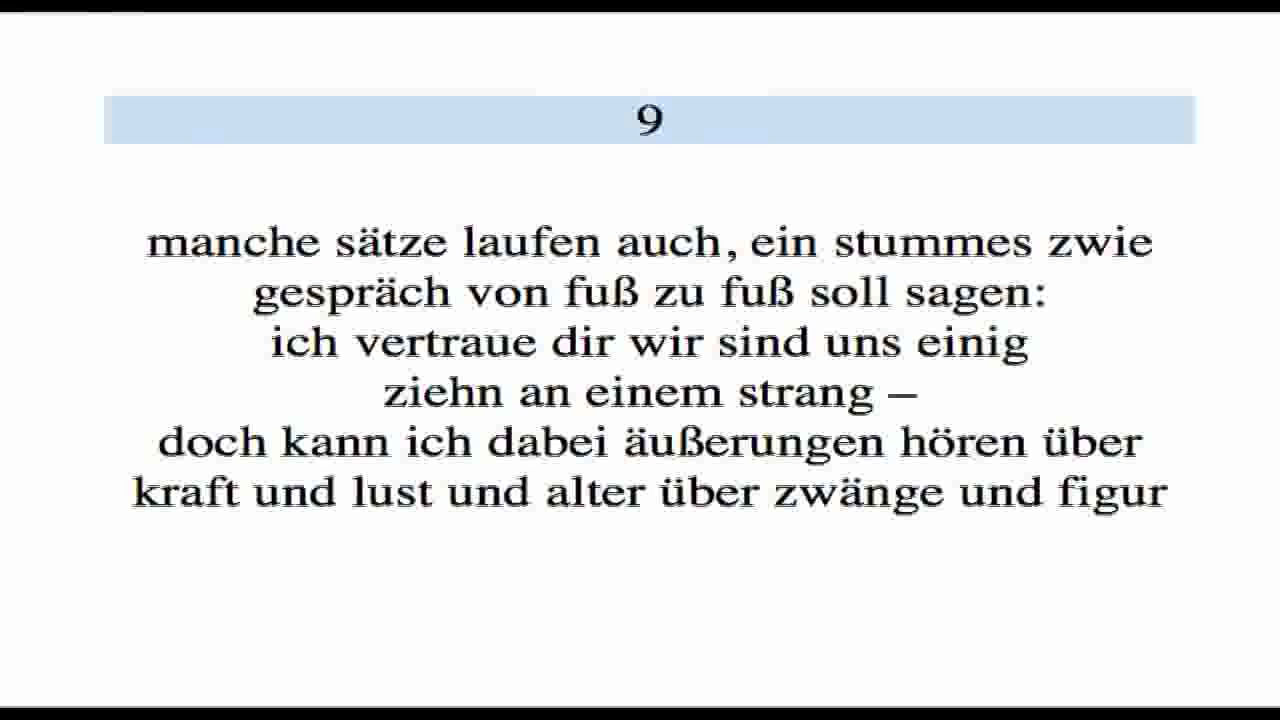 9
manche sätze laufen auch, ein stummes zwie
gespräch von fuß zu fuß soll sagen:
ich vertraue dir wir sind uns einig
ziehn an einem strang –
doch kann ich dabei äußerungen hören über
kraft und lust und alter über zwänge und figur